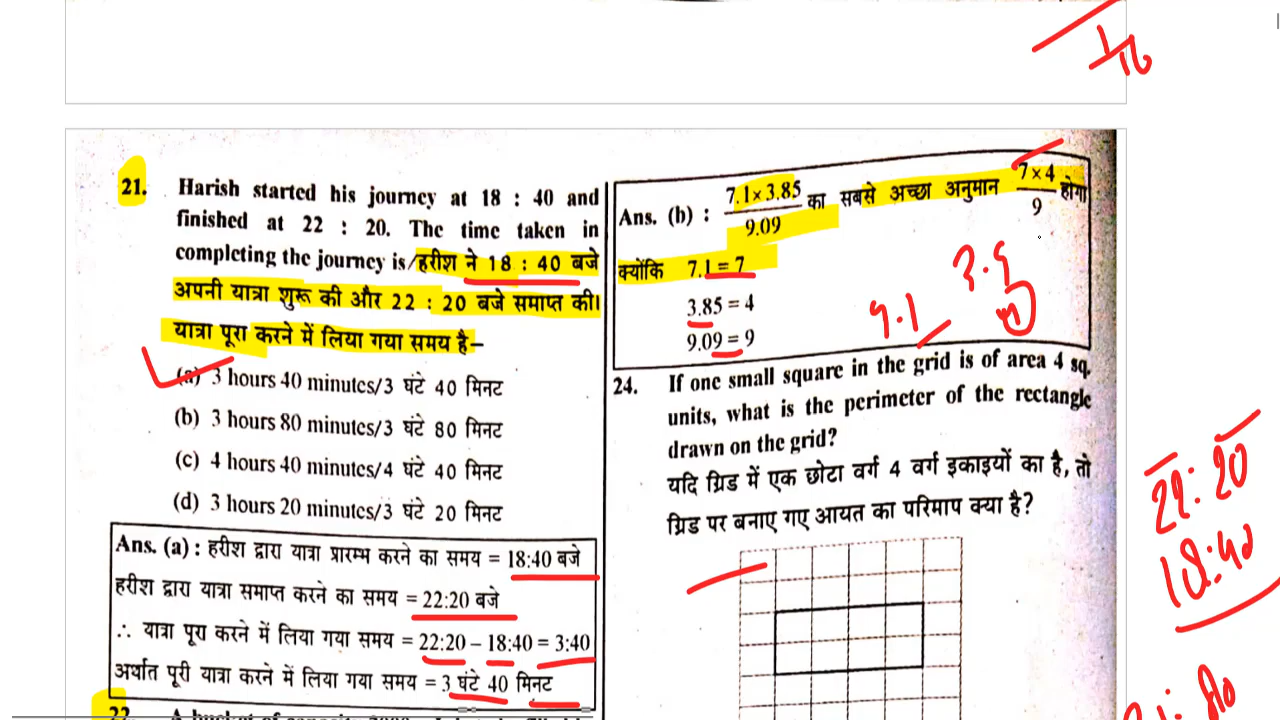 21. Harish started his journey at 18 : 40 and
finished at 22 : 20. The time taken in
completing the journey is/हरीश ने 18 : 40 बजे
अपनी यात्रा शुरू की और 22 : 20 बजे समाप्त की।
यात्रा पूरा करने में लिया गया समय है–
(a) 3 hours 40 minutes/3 घंटे 40 मिनट
(b) 3 hours 80 minutes/3 घंटे 80 मिनट
(c) 4 hours 40 minutes/4 घंटे 40 मिनट
(d) 3 hours 20 minutes/3 घंटे 20 मिनट
Ans. (a) : हरीश द्वारा यात्रा प्रारम्भ करने का समय = 18:40 बजे
हरीश द्वारा यात्रा समाप्त करने का समय = 22:20 बजे
∴ यात्रा पूरा करने में लिया गया समय = 22:20 – 18:40 = 3:40
अर्थात पूरी यात्रा करने में लिया गया समय = 3 घंटे 40 मिनट
22.
Ans. (b) : 7.1×3.85 / 9.09 का सबसे अच्छा अनुमान 7×4 / 9 होगा
क्योंकि 7.1 = 7
3.85 = 4
9.09 = 9
24. If one small square in the grid is of area 4 sq.
units, what is the perimeter of the rectangle
drawn on the grid?
यदि ग्रिड में एक छोटा वर्ग 4 वर्ग इकाइयों का है, तो
ग्रिड पर बनाए गए आयत का परिमाप क्या है?
22:20
18:40